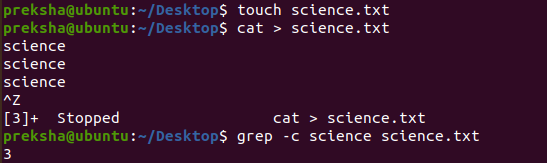 preksha@ubuntu:~/Desktop$ touch science.txt
preksha@ubuntu:~/Desktop$ cat > science.txt
science
science
science
^Z
[3]+  Stopped                 cat > science.txt
preksha@ubuntu:~/Desktop$ grep -c science science.txt
3